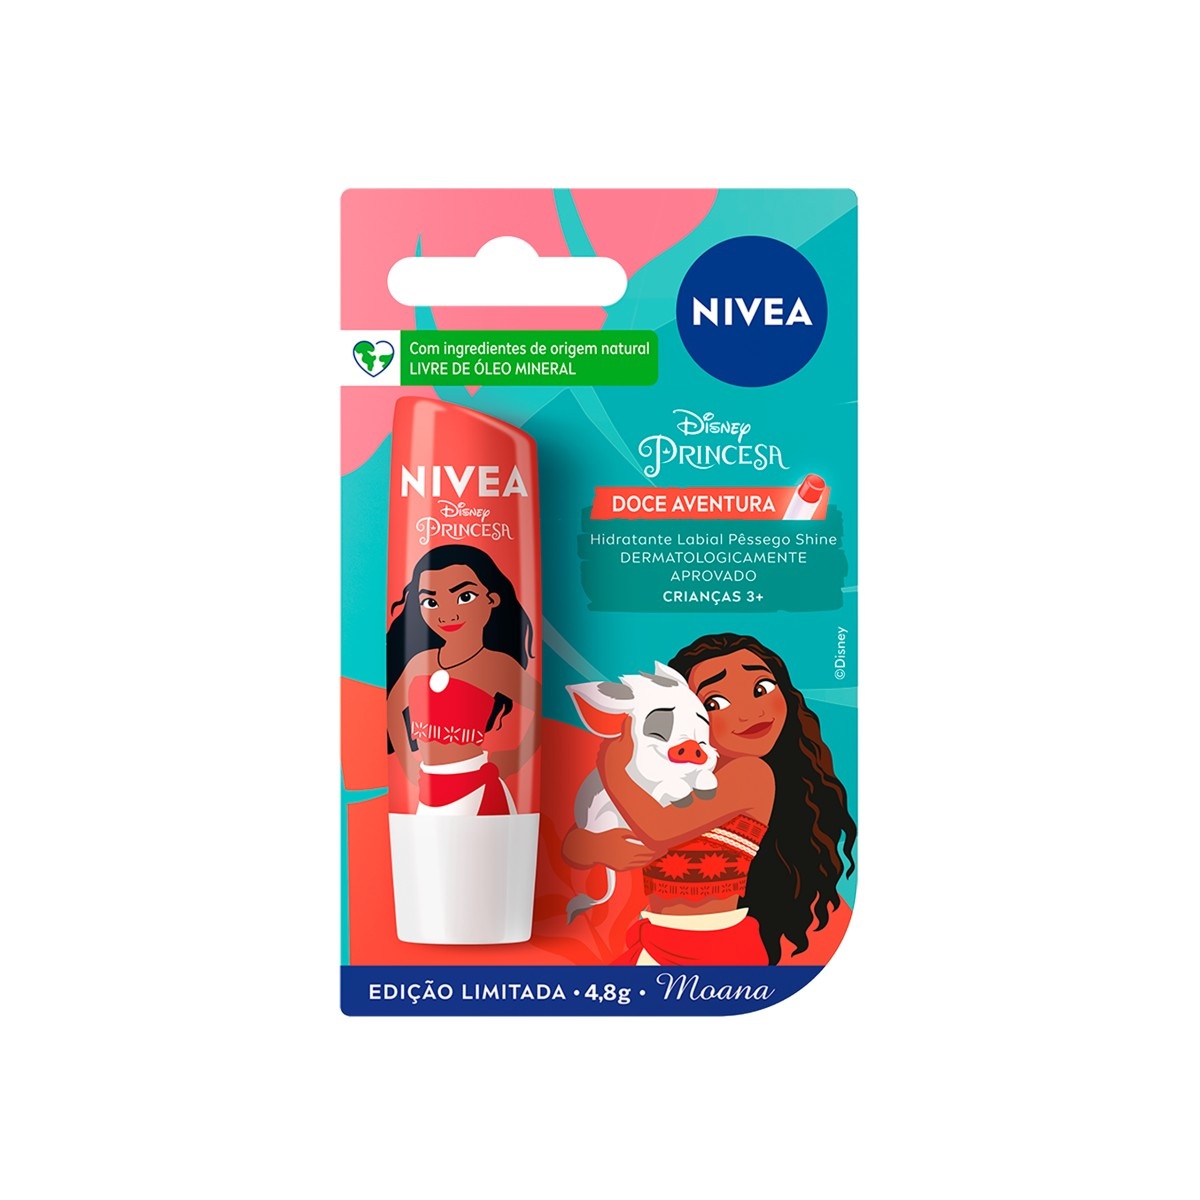 NIVEA
Com ingredientes de origem natural
LIVRE DE ÓLEO MINERAL
Disney
PRINCESA
DOCE AVENTURA
Hidratante Labial Pêssego Shine
DERMATOLOGICAMENTE
APROVADO
CRIANÇAS 3+
©Disney
NIVEA
Disney
PRINCESA
EDIÇÃO LIMITADA • 4,8g • Moana